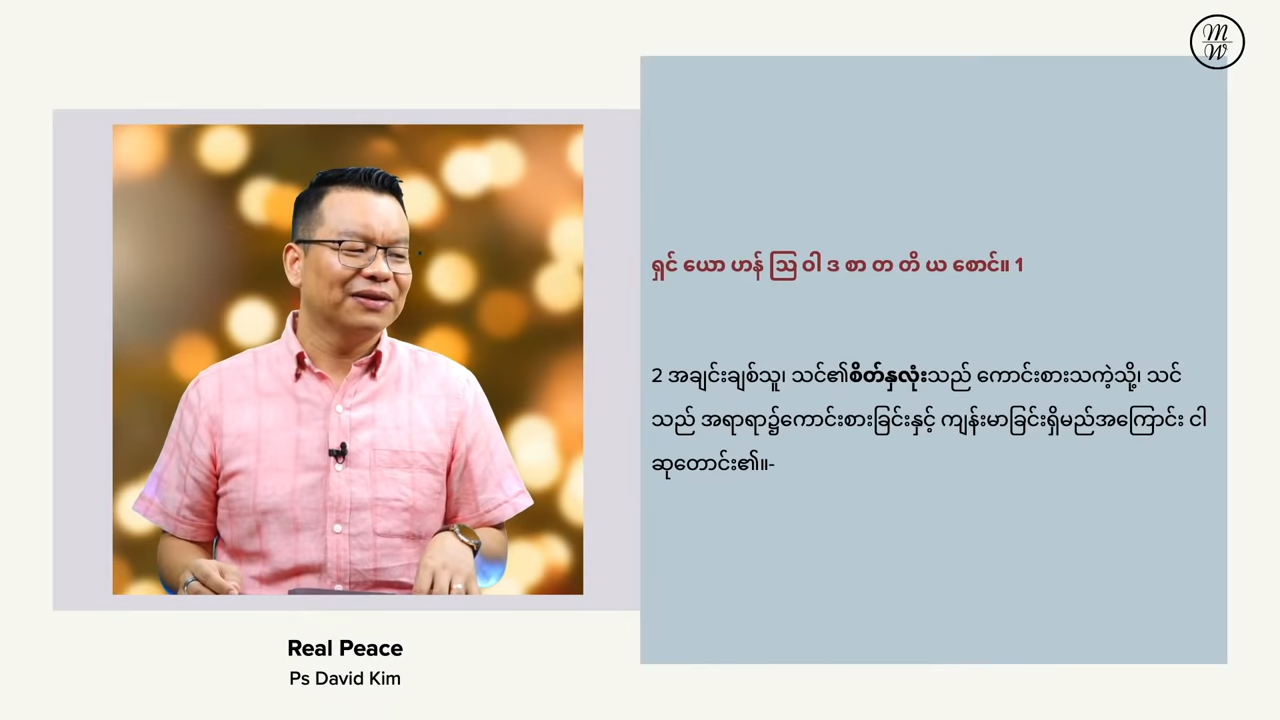 M
W
ရှင် ယော ဟန် ဩ ဝါ ဒ စာ တ တိ ယ စောင်။ 1
2 အချင်းချစ်သူ၊ သင်၏စိတ်နှလုံးသည် ကောင်းစားသကဲ့သို့၊ သင်
သည် အရာရာ၌ကောင်းစားခြင်းနှင့် ကျန်းမာခြင်းရှိမည်အကြောင်း ငါ
ဆုတောင်း၏။-
Real Peace
Ps David Kim